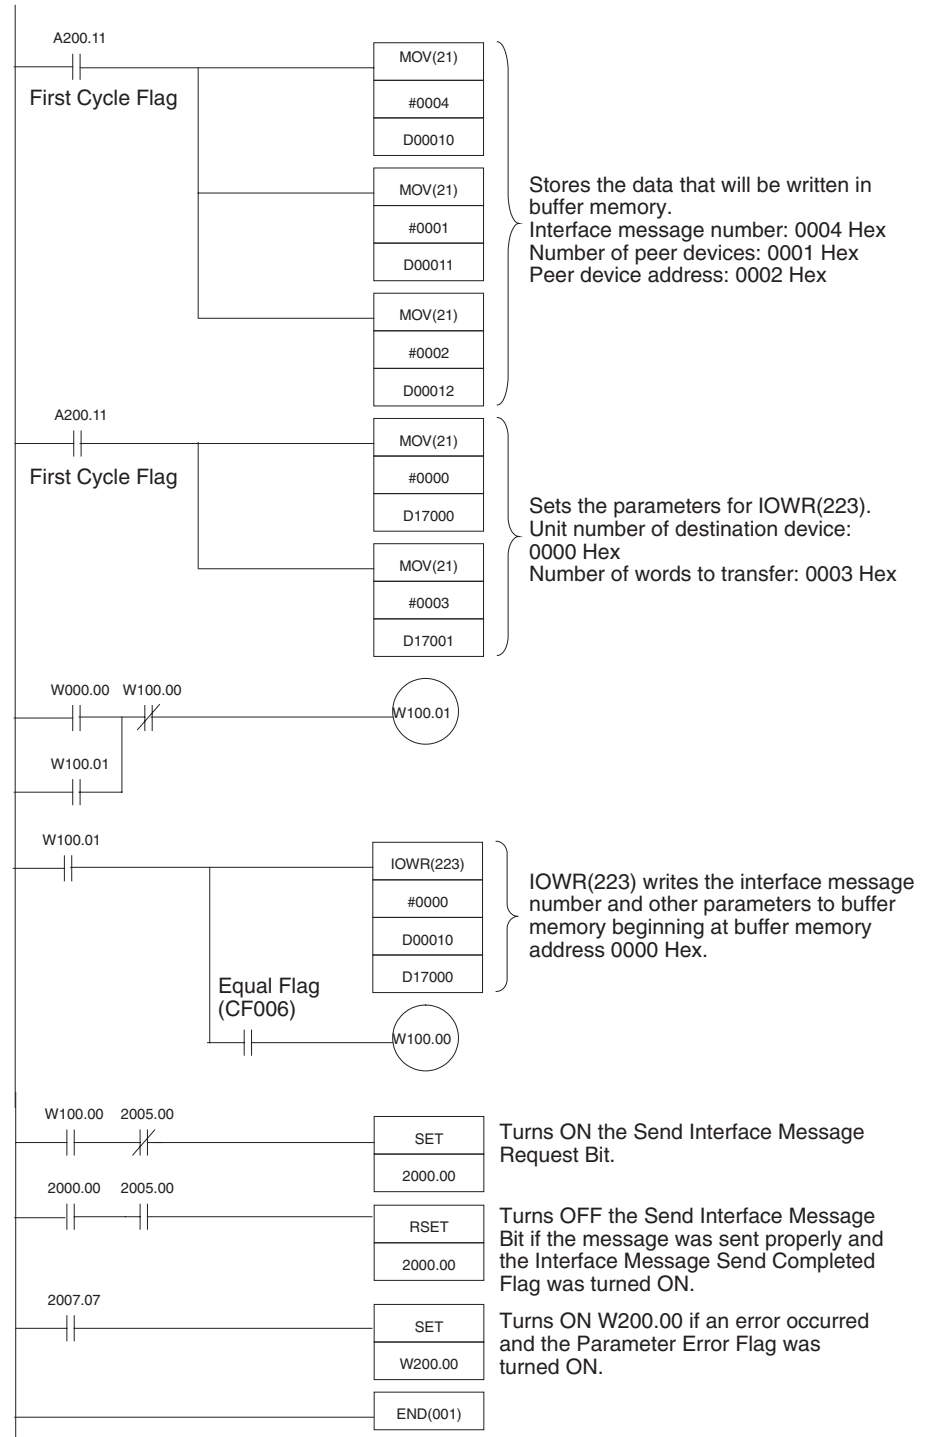 A200.11
First Cycle Flag
MOV(21)
#0004
D00010
MOV(21)
#0001
D00011
MOV(21)
#0002
D00012
Stores the data that will be written in
buffer memory.
Interface message number: 0004 Hex
Number of peer devices: 0001 Hex
Peer device address: 0002 Hex
A200.11
First Cycle Flag
MOV(21)
#0000
D17000
MOV(21)
#0003
D17001
Sets the parameters for IOWR(223).
Unit number of destination device:
0000 Hex
Number of words to transfer: 0003 Hex
W000.00 W100.00
W100.01
W100.01
W100.01
IOWR(223)
#0000
D00010
D17000
IOWR(223) writes the interface message
number and other parameters to buffer
memory beginning at buffer memory
address 0000 Hex.
Equal Flag
(CF006)
W100.00
W100.00 2005.00
SET
2000.00
Turns ON the Send Interface Message
Request Bit.
2000.00 2005.00
RSET
2000.00
Turns OFF the Send Interface Message
Bit if the message was sent properly and
the Interface Message Send Completed
Flag was turned ON.
2007.07
SET
W200.00
Turns ON W200.00 if an error occurred
and the Parameter Error Flag was
turned ON.
END(001)